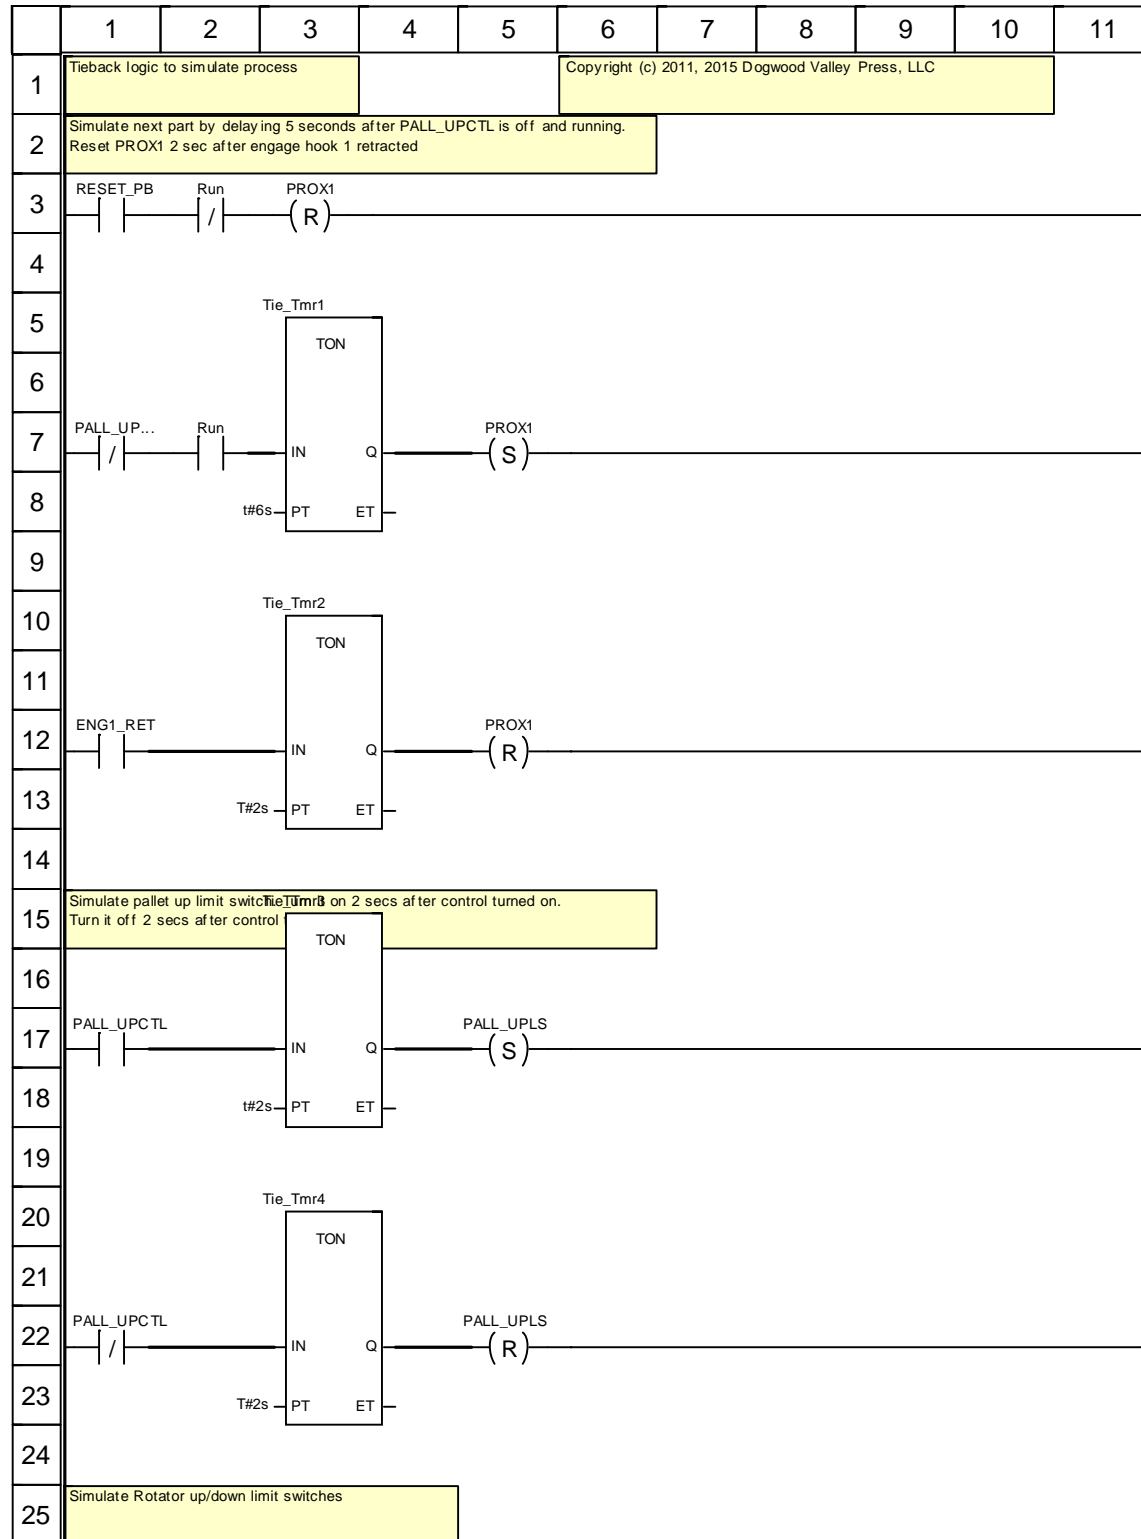 1 2 3 4 5 6 7 8 9 10 11
1
Tieback logic to simulate process
Copyright (c) 2011, 2015 Dogwood Valley Press, LLC
2
Simulate next part by delaying 5 seconds after PALL_UPCTL is off and running.
Reset PROX1 2 sec after engage hook 1 retracted
3
RESET_PB Run PROX1
/ R
4
5
Tie_Tmr1
TON
6
7
PALL_UP... Run PROX1
/ IN Q S
8
t#6s PT ET
9
10
Tie_Tmr2
TON
11
12
ENG1_RET PROX1
IN Q R
13
T#2s PT ET
14
15
Simulate pallet up limit switch. Turn it on 2 secs after control turned on.
Tie_Tmr3
Turn it off 2 secs after control
TON
16
17
PALL_UPCTL PALL_UPLS
IN Q S
18
t#2s PT ET
19
20
Tie_Tmr4
TON
21
22
PALL_UPCTL PALL_UPLS
/ IN Q R
23
T#2s PT ET
24
25
Simulate Rotator up/down limit switches